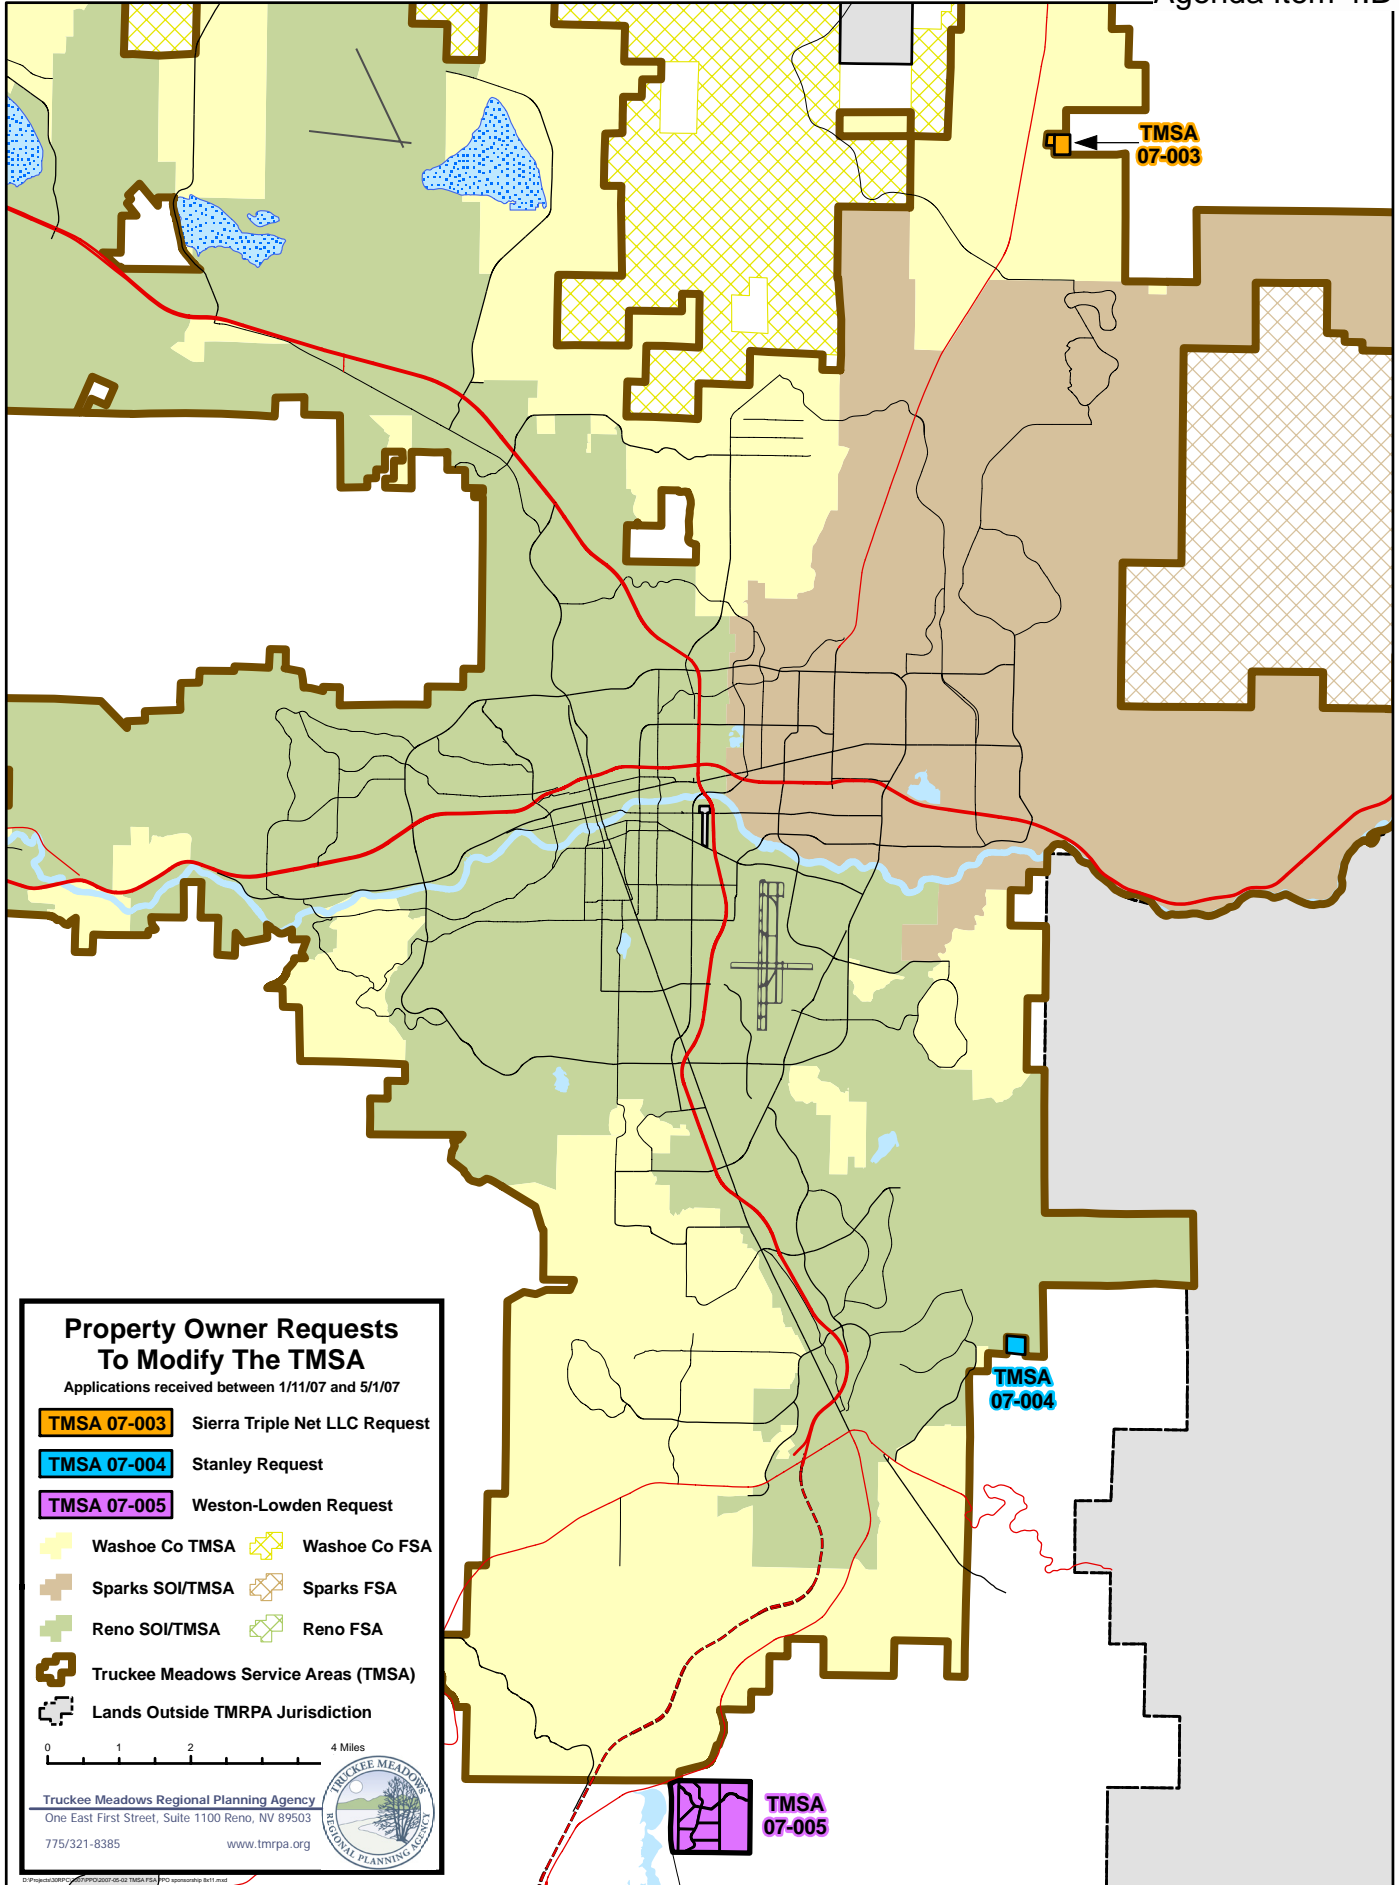 TMSA
07-003
Property Owner Requests
To Modify The TMSA
Applications received between 1/11/07 and 5/1/07
TMSA 07-003 Sierra Triple Net LLC Request
TMSA 07-004 Stanley Request
TMSA 07-005 Weston-Lowden Request
Washoe Co TMSA Washoe Co FSA
Sparks SOI/TMSA Sparks FSA
Reno SOI/TMSA Reno FSA
Truckee Meadows Service Areas (TMSA)
Lands Outside TMRPA Jurisdiction
0 1 2 4 Miles
Truckee Meadows Regional Planning Agency
One East First Street, Suite 1100 Reno, NV 89503
775/321-8385 www.tmrpa.org
TRUCKEE MEADOWS
REGIONAL PLANNING AGENCY
TMSA
07-004
TMSA
07-005